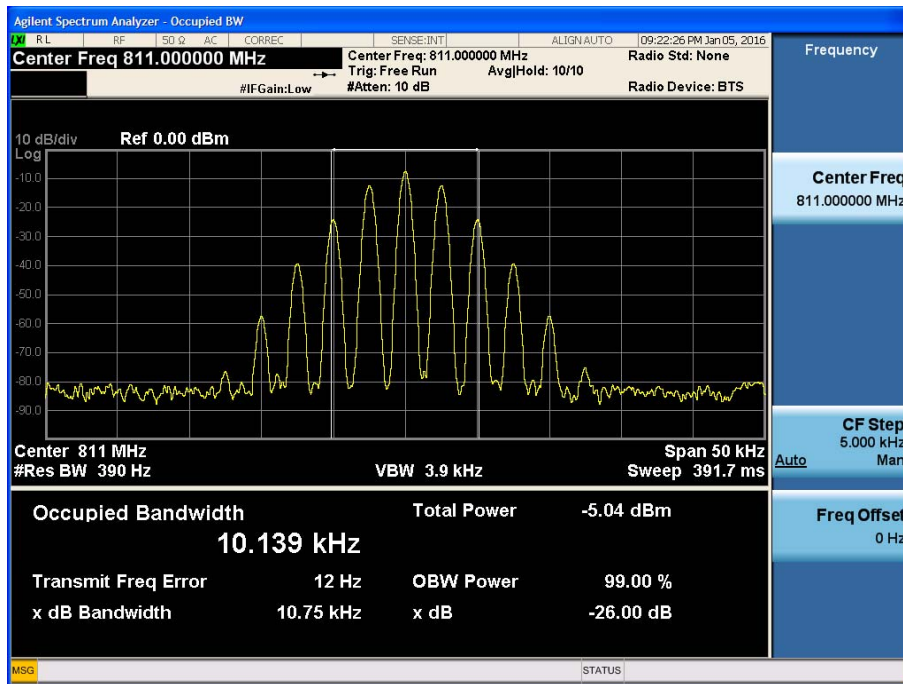 Agilent Spectrum Analyzer - Occupied BW
LXI RL RF 50 Ω AC CORREC SENSE:INT ALIGN AUTO 09:22:26 PM Jan 05, 2016
Center Freq 811.000000 MHz
Center Freq: 811.000000 MHz
Radio Std: None
Trig: Free Run Avg|Hold: 10/10
#IFGain:Low
#Atten: 10 dB
Radio Device: BTS
10 dB/div Ref 0.00 dBm
Log
-10.0
-20.0
-30.0
-40.0
-50.0
-60.0
-70.0
-80.0
-90.0
Center 811 MHz Span 50 kHz
#Res BW 390 Hz VBW 3.9 kHz Sweep 391.7 ms
Occupied Bandwidth Total Power -5.04 dBm
10.139 kHz
Transmit Freq Error 12 Hz OBW Power 99.00 %
x dB Bandwidth 10.75 kHz x dB -26.00 dB
Frequency
Center Freq
811.000000 MHz
CF Step
5.000 kHz
Auto Man
Freq Offset
0 Hz
MSG STATUS